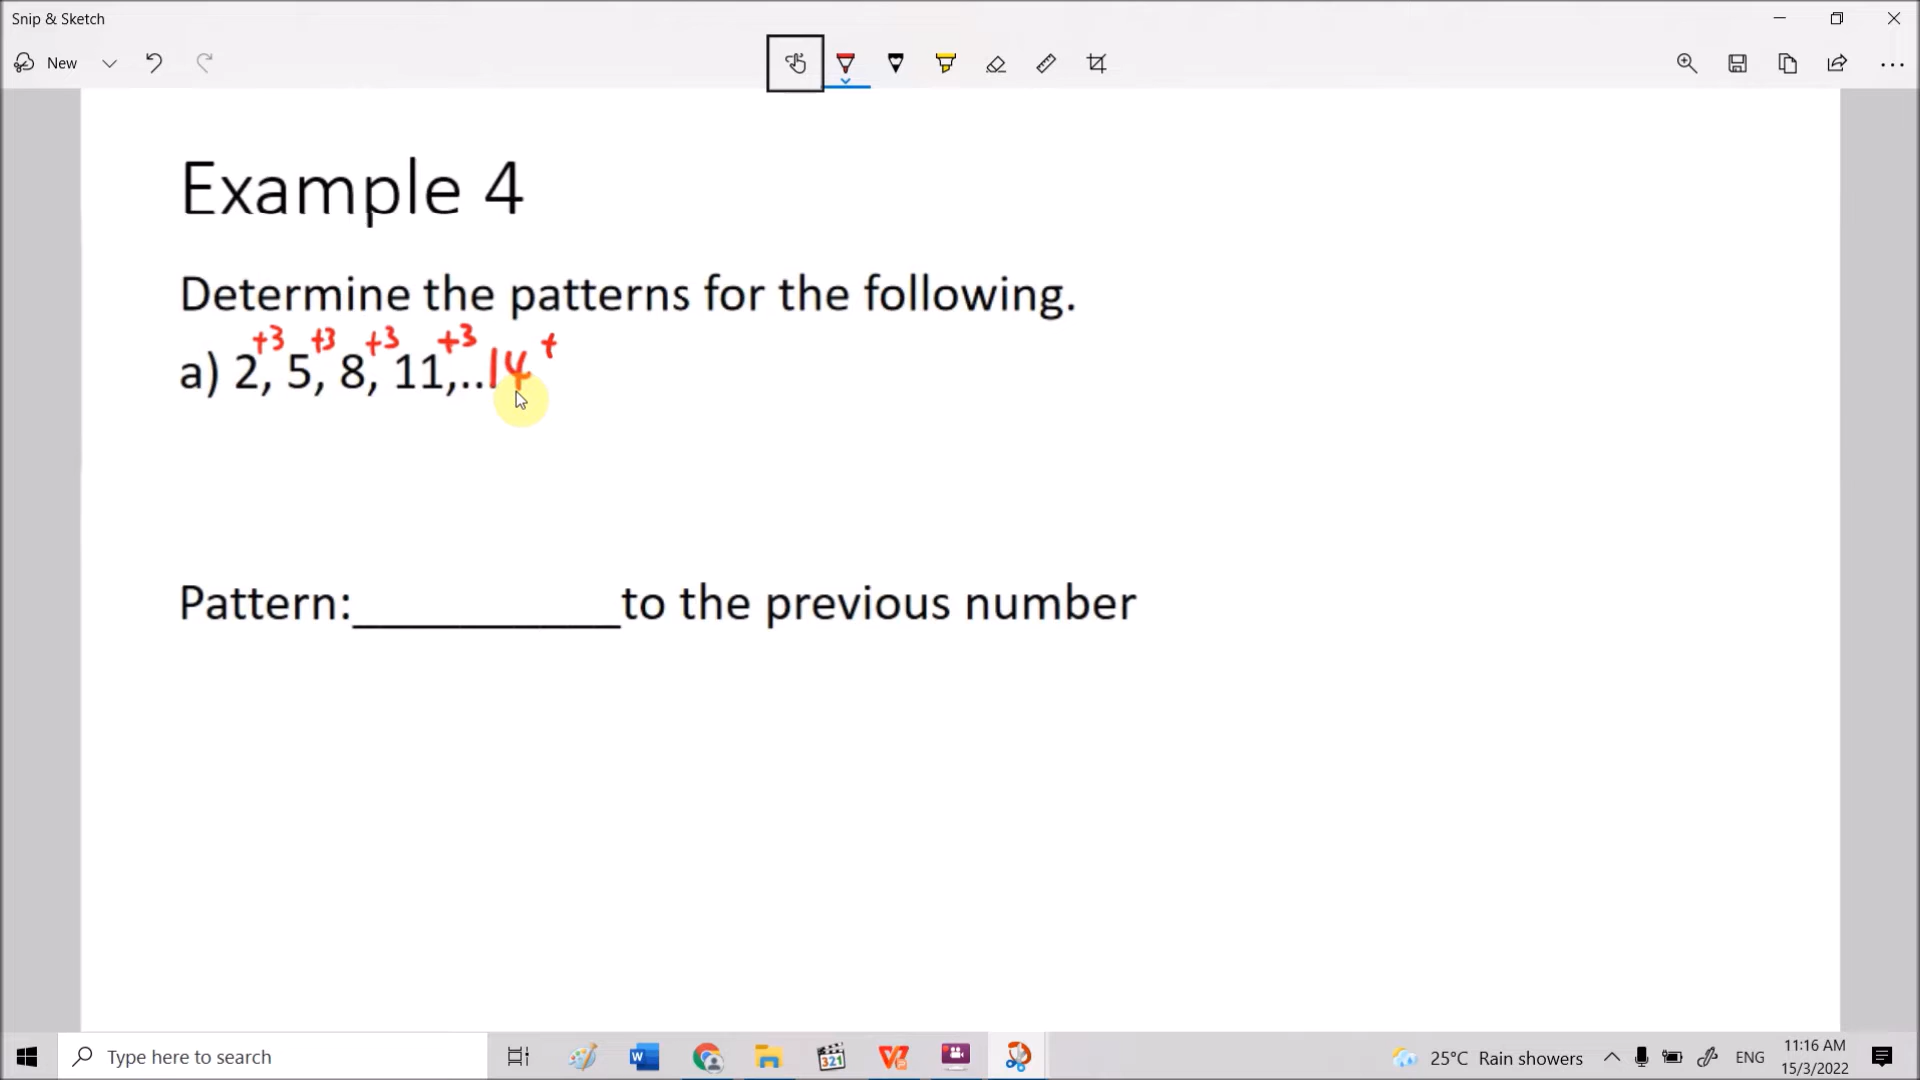 Snip & Sketch
New
Example 4
Determine the patterns for the following.
+3 +3 +3 +3 +
a) 2, 5, 8, 11,...14
Pattern:__________to the previous number
Type here to search
25°C Rain showers
ENG
11:16 AM
15/3/2022